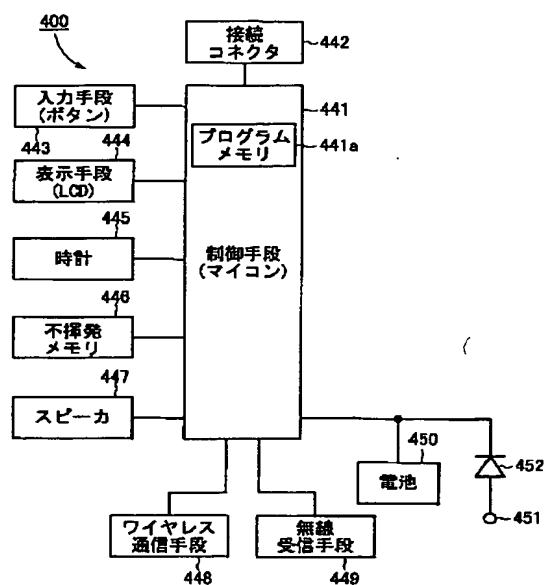 400
接続
コネクタ
442
入力手段
(ボタン)
443
441
プログラム
メモリ
441a
444
表示手段
(LCD)
445
時計
制御手段
(マイコン)
446
不揮発
メモリ
447
スピーカ
450
電池
452
451
ワイヤレス
通信手段
448
無線
受信手段
449